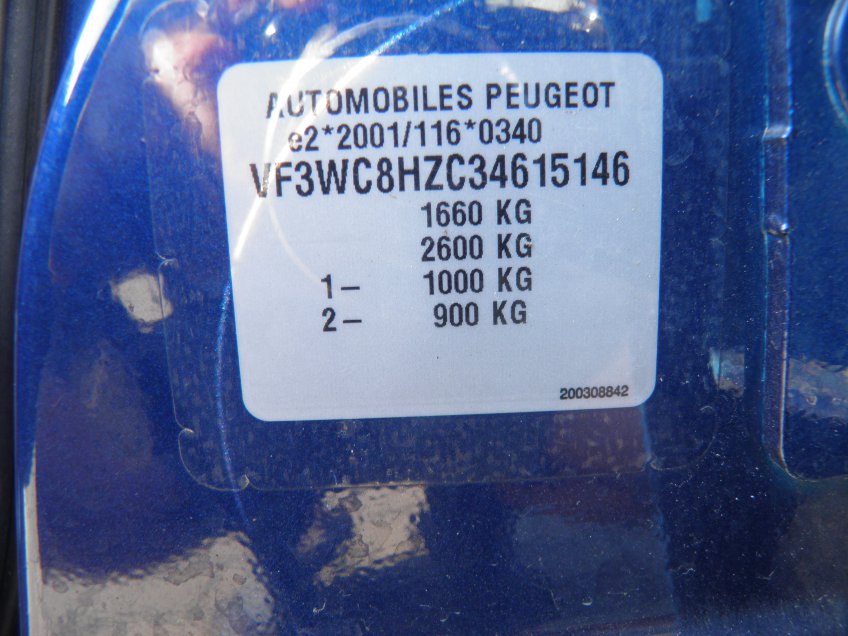 AUTOMOBILES PEUGEOT
e2*2001/116*0340
VF3WC8HZC34615146
1660 KG
2600 KG
1– 1000 KG
2– 900 KG
200308842